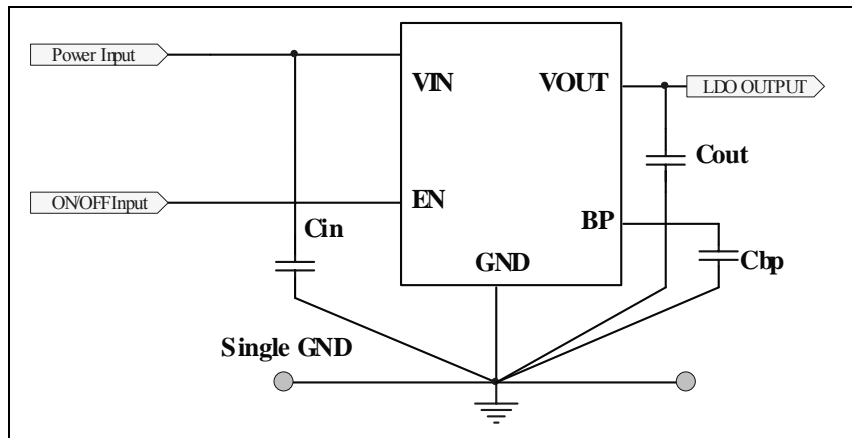 Power Input
VIN
VOUT
LDO OUTPUT
Cout
ON/OFF Input
EN
Cin
BP
GND
Cbp
Single GND